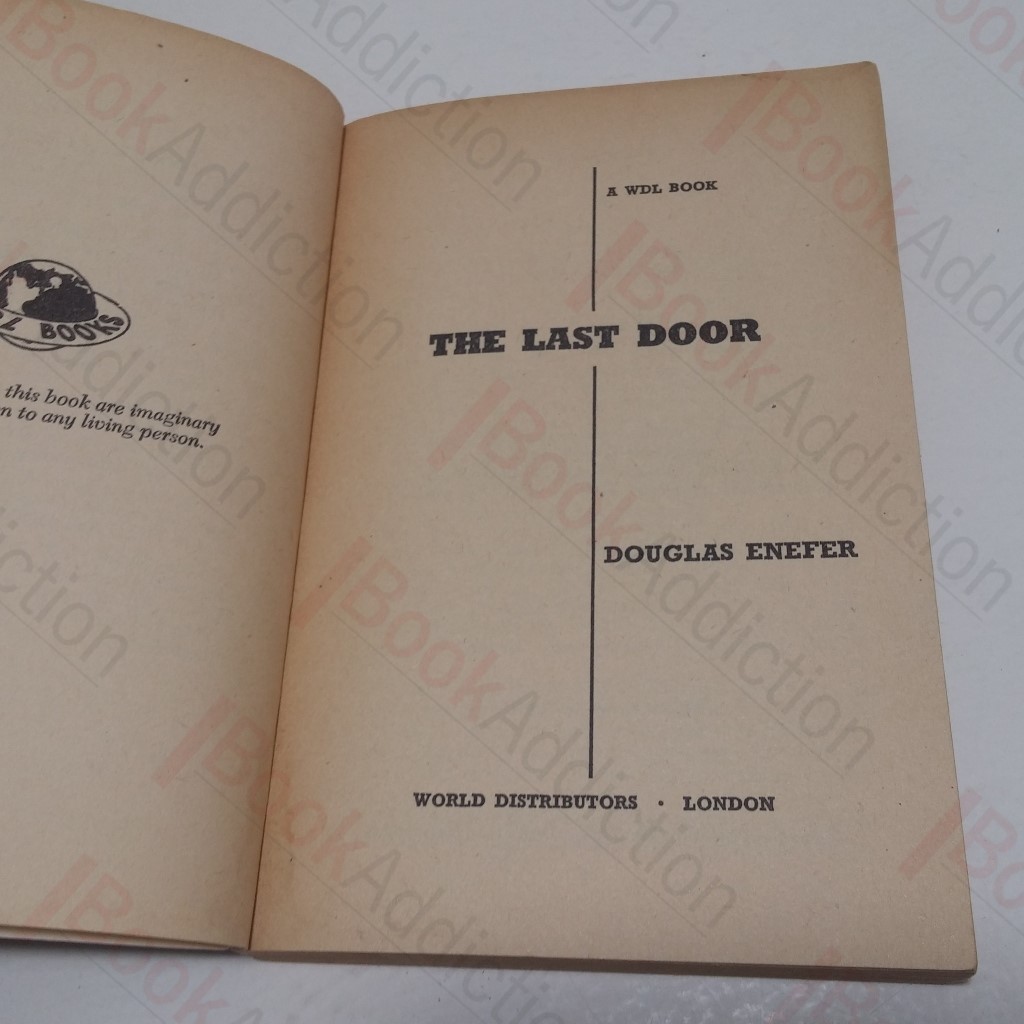 L BOOKS
this book are imaginary
n to any living person.
A WDL BOOK
THE LAST DOOR
DOUGLAS ENEFER
WORLD DISTRIBUTORS · LONDON
BookAddiction